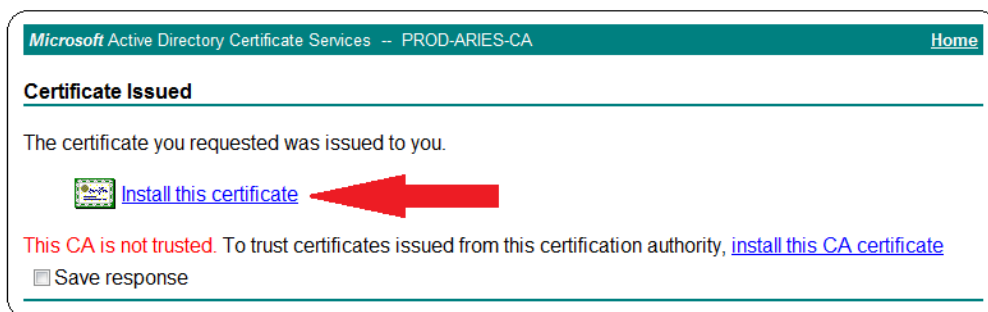 Microsoft Active Directory Certificate Services -- PROD-ARIES-CA Home
Certificate Issued
The certificate you requested was issued to you.
Install this certificate
This CA is not trusted. To trust certificates issued from this certification authority, install this CA certificate
Save response